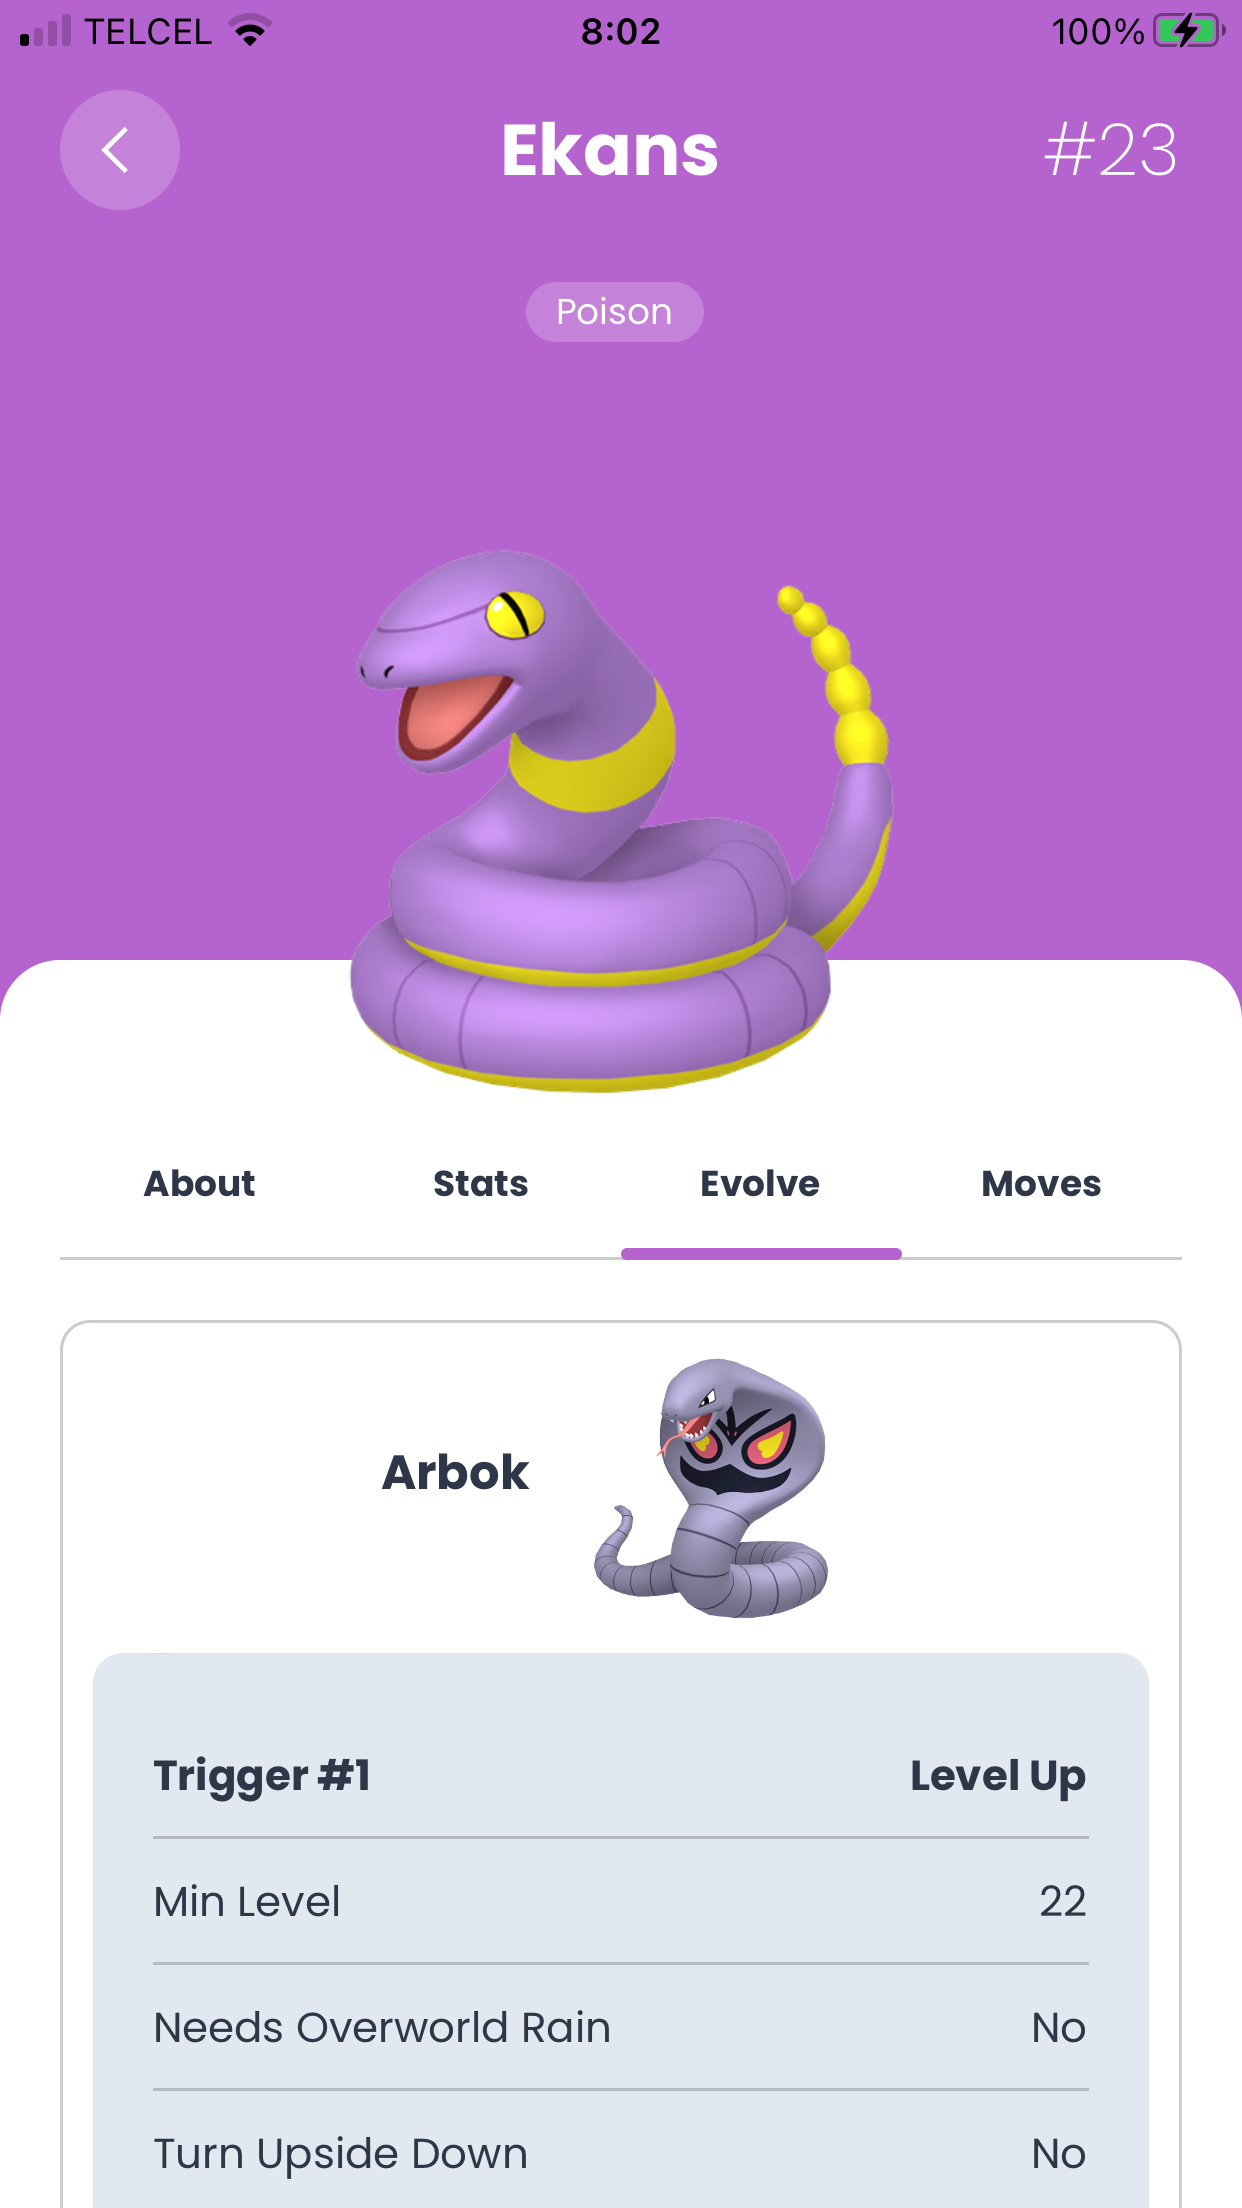 TELCEL 8:02 100%
Ekans #23
Poison
About Stats Evolve Moves
Arbok
Trigger #1 Level Up
Min Level 22
Needs Overworld Rain No
Turn Upside Down No